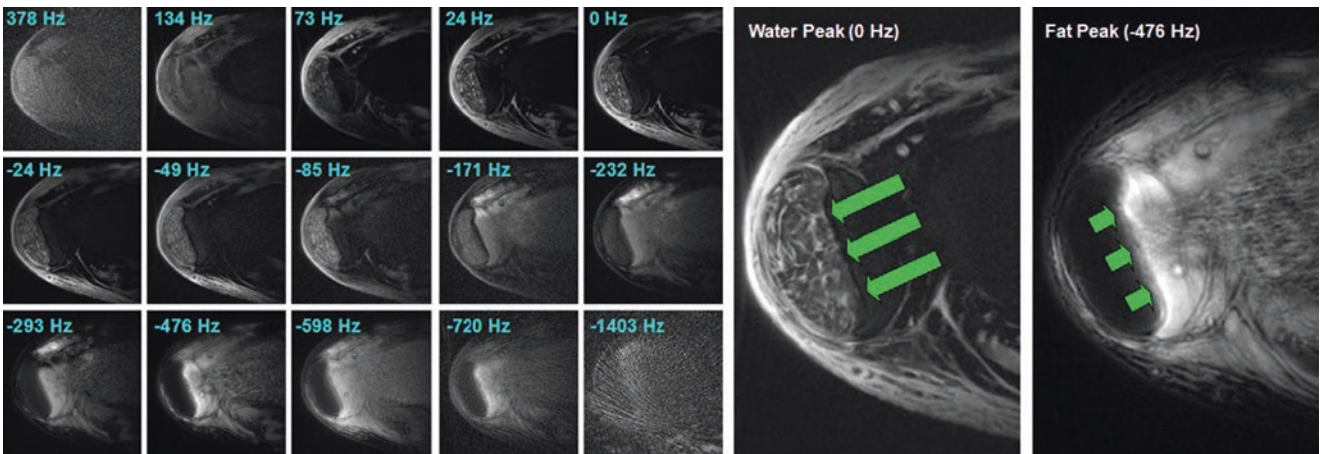 378 Hz
134 Hz
73 Hz
24 Hz
0 Hz
-24 Hz
-49 Hz
-85 Hz
-171 Hz
-232 Hz
-293 Hz
-476 Hz
-598 Hz
-720 Hz
-1403 Hz
Water Peak (0 Hz)
Fat Peak (-476 Hz)